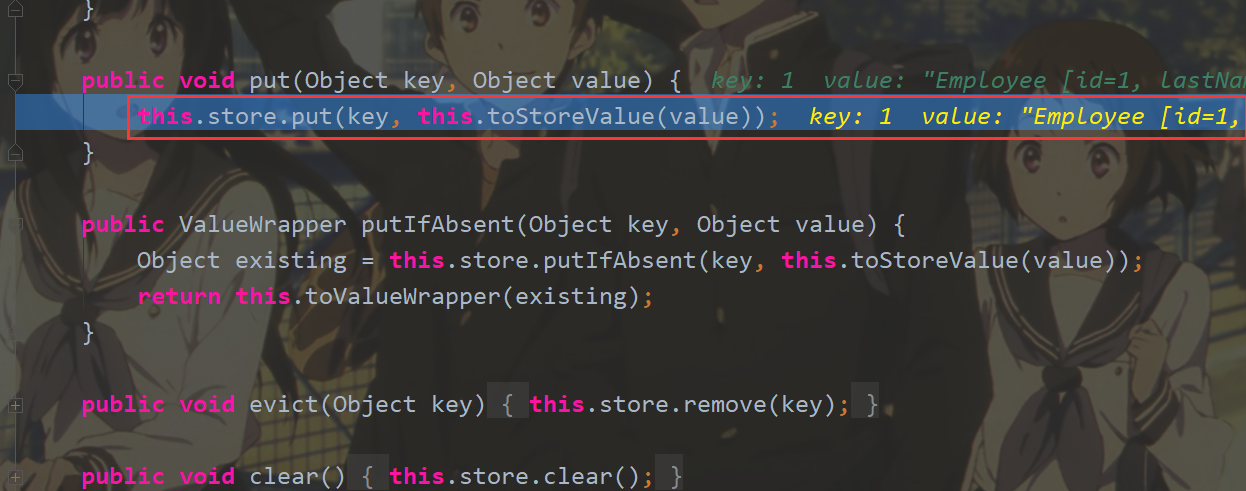 }
public void put(Object key, Object value) { key: 1 value: "Employee [id=1, lastNam
this.store.put(key, this.toStoreValue(value)); key: 1 value: "Employee [id=1,
}
public ValueWrapper putIfAbsent(Object key, Object value) {
Object existing = this.store.putIfAbsent(key, this.toStoreValue(value));
return this.toValueWrapper(existing);
}
public void evict(Object key) { this.store.remove(key); }
public void clear() { this.store.clear(); }